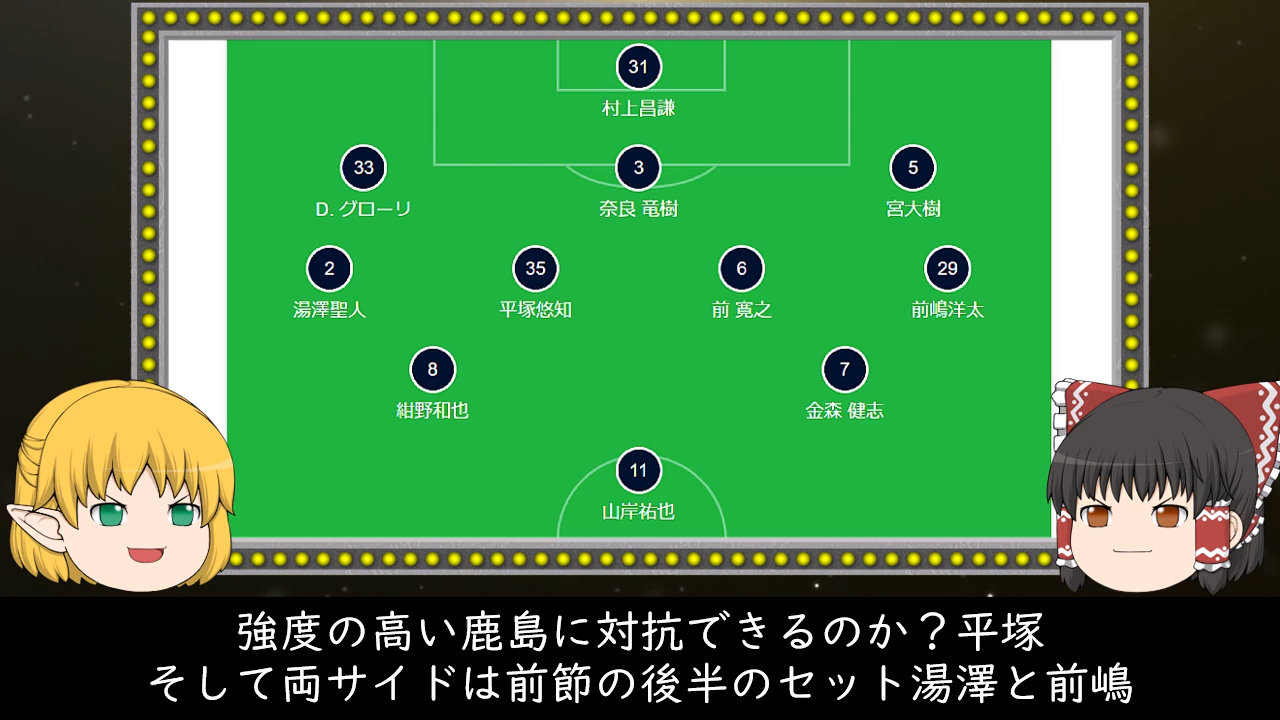 31
村上昌謙
33 3 5
D. グローリ 奈良 竜樹 宮大樹
2 35 6 29
湯澤聖人 平塚悠知 前 寛之 前嶋洋太
8 7
紺野和也 金森 健志
11
山岸祐也
強度の高い鹿島に対抗できるのか？平塚
そして両サイドは前節の後半のセット湯澤と前嶋